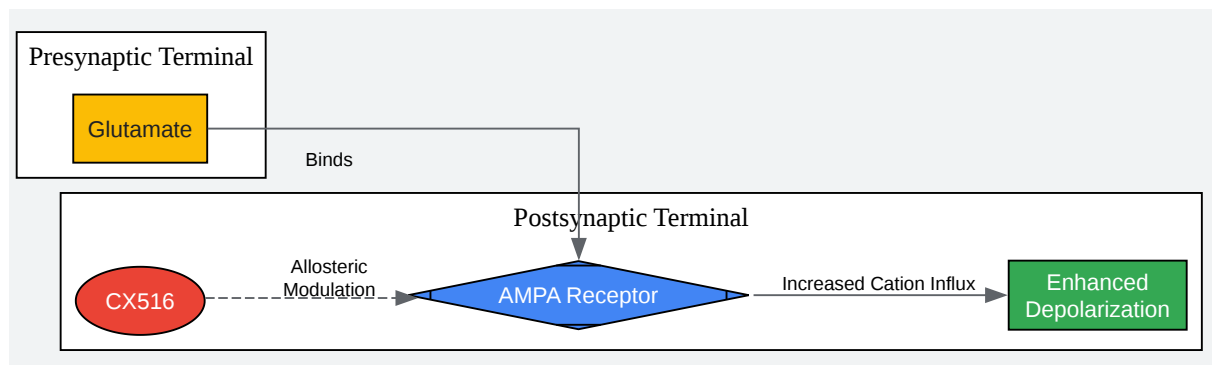 Presynaptic Terminal
Glutamate
Binds
Postsynaptic Terminal
CX516
Allosteric
Modulation
AMPA Receptor
Increased Cation Influx
Enhanced
Depolarization